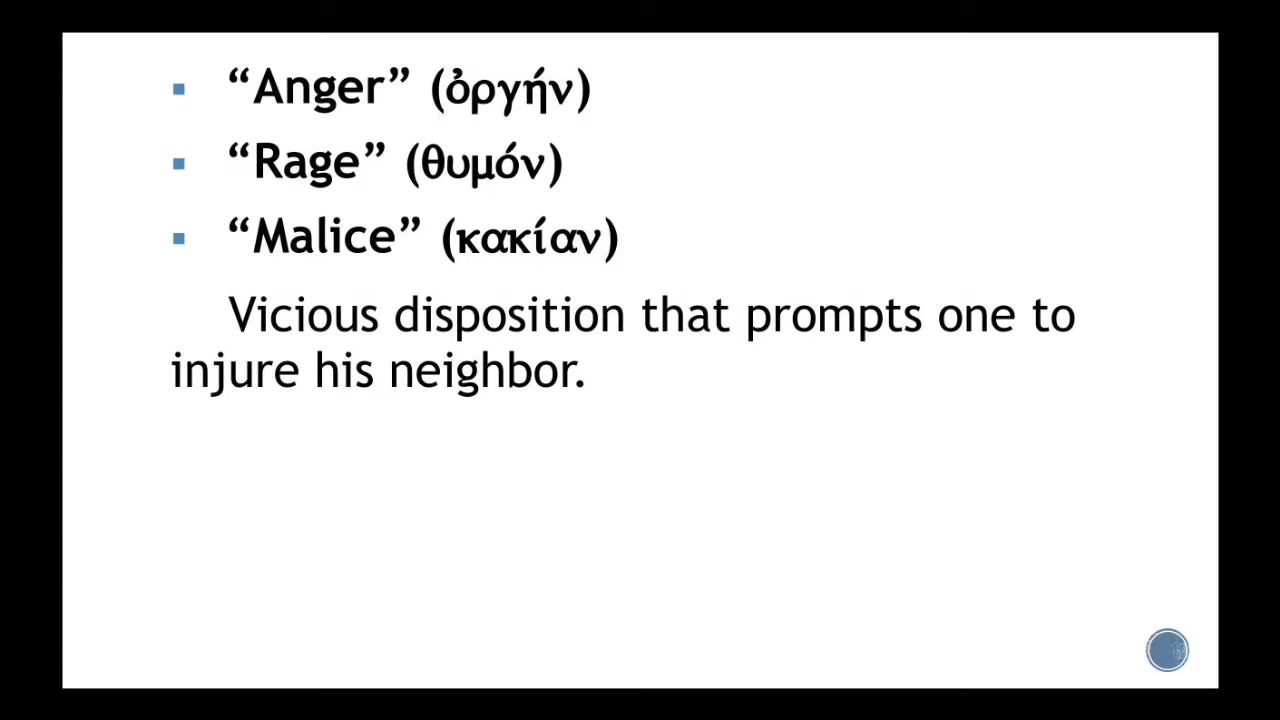 ▪ “Anger” (ὀργήν)
▪ “Rage” (θυμόν)
▪ “Malice” (κακίαν)
Vicious disposition that prompts one to
injure his neighbor.